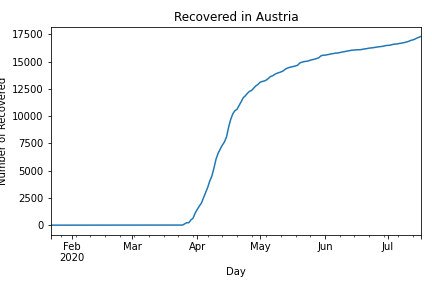 Recovered in Austria
Number of Recovered
17500
15000
12500
10000
7500
5000
2500
0
Feb
2020
Mar
Apr
May
Jun
Jul
Day